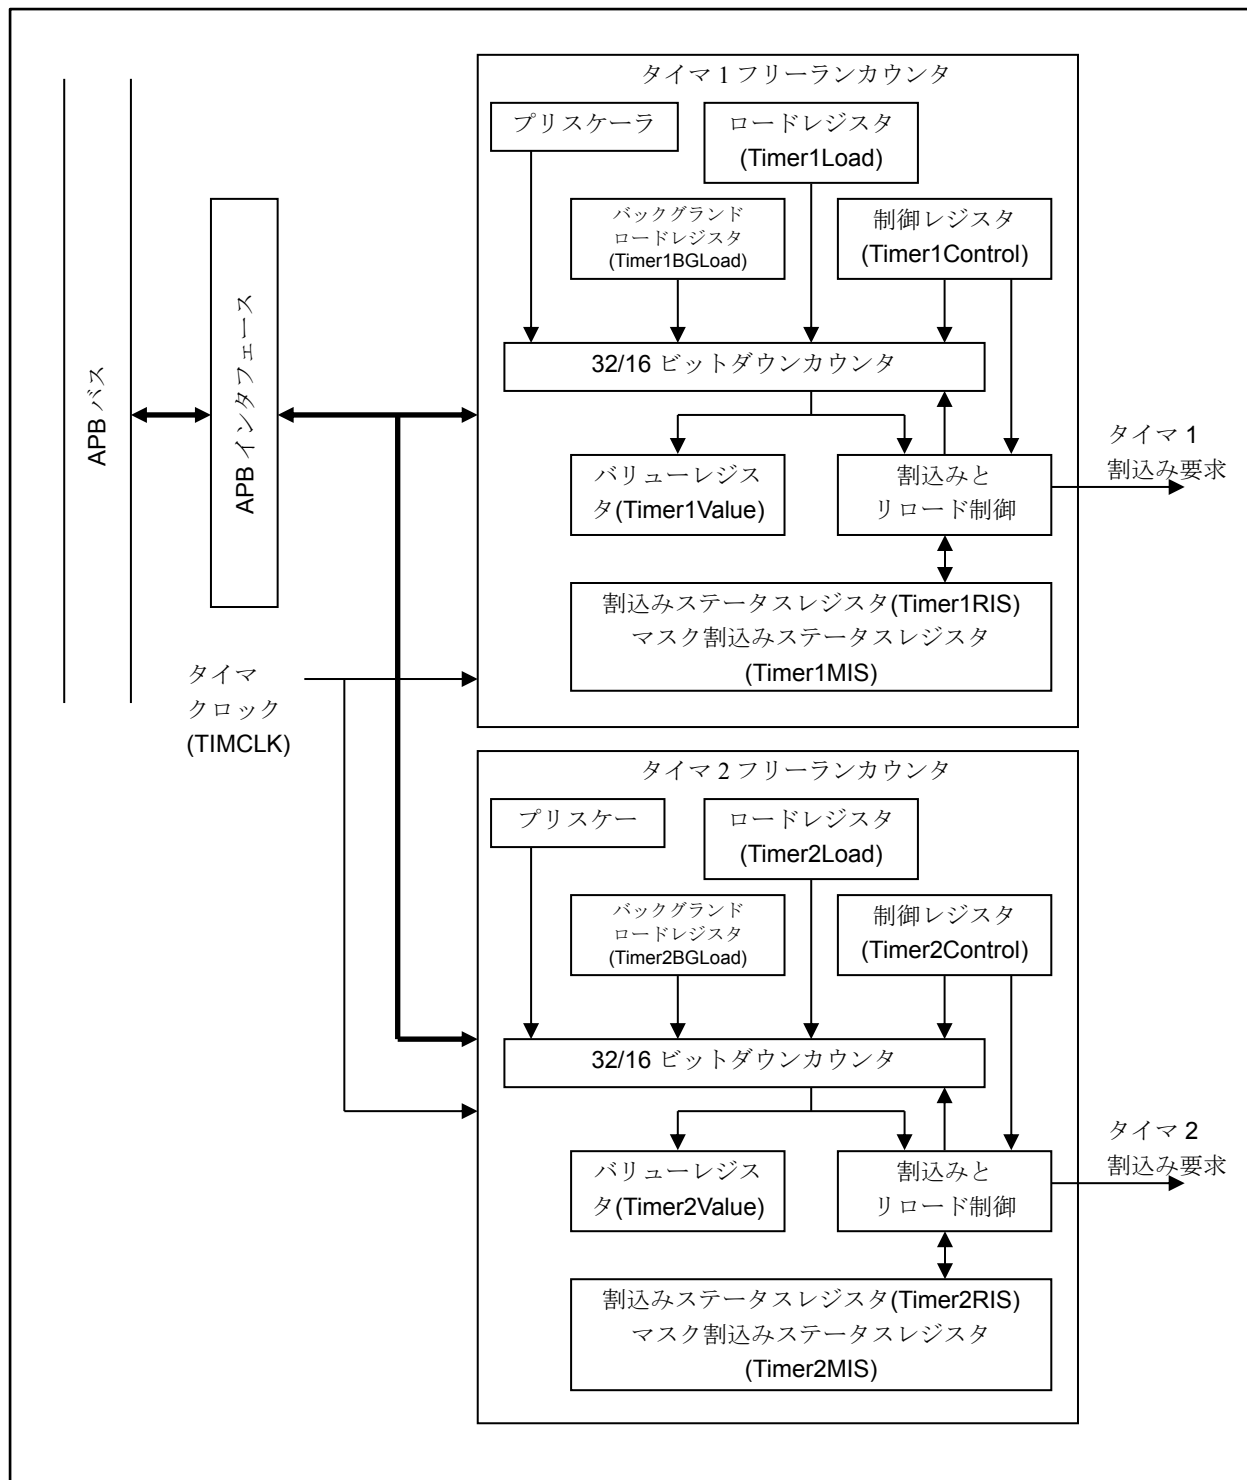 タイマ 1 フリーランカウンタ
プリスケーラ
ロードレジスタ
(Timer1Load)
バックグランド
ロードレジスタ
(Timer1BGLoad)
制御レジスタ
(Timer1Control)
32/16 ビットダウンカウンタ
APB バス
APB インタフェース
バリューレジス
タ(Timer1Value)
割込みと
リロード制御
タイマ 1
割込み要求
割込みステータスレジスタ(Timer1RIS)
マスク割込みステータスレジスタ
(Timer1MIS)
タイマ
クロック
(TIMCLK)
タイマ 2 フリーランカウンタ
プリスケー
ロードレジスタ
(Timer2Load)
バックグランド
ロードレジスタ
(Timer2BGLoad)
制御レジスタ
(Timer2Control)
32/16 ビットダウンカウンタ
バリューレジス
タ(Timer2Value)
割込みと
リロード制御
タイマ 2
割込み要求
割込みステータスレジスタ(Timer2RIS)
マスク割込みステータスレジスタ
(Timer2MIS)